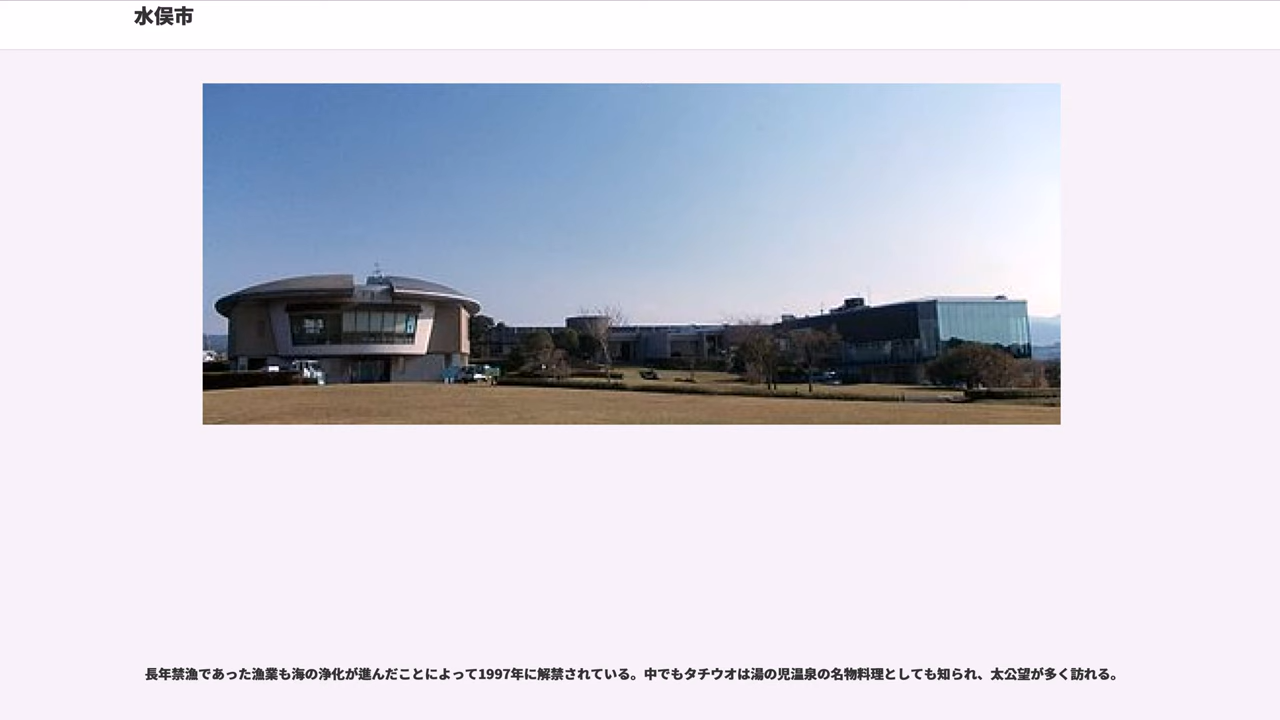 水俣市
長年禁漁であった漁業も海の浄化が進んだことによって1997年に解禁されている。中でもタチウオは湯の児温泉の名物料理としても知られ、太公望が多く訪れる。